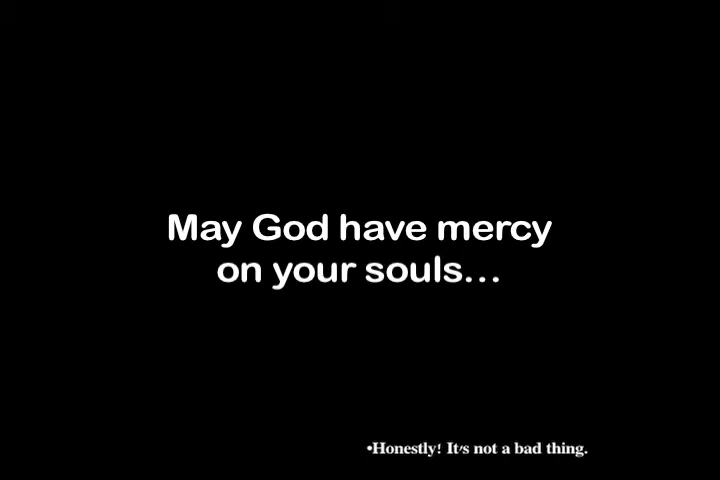 May God have mercy
on your souls...
•Honestly! It's not a bad thing.